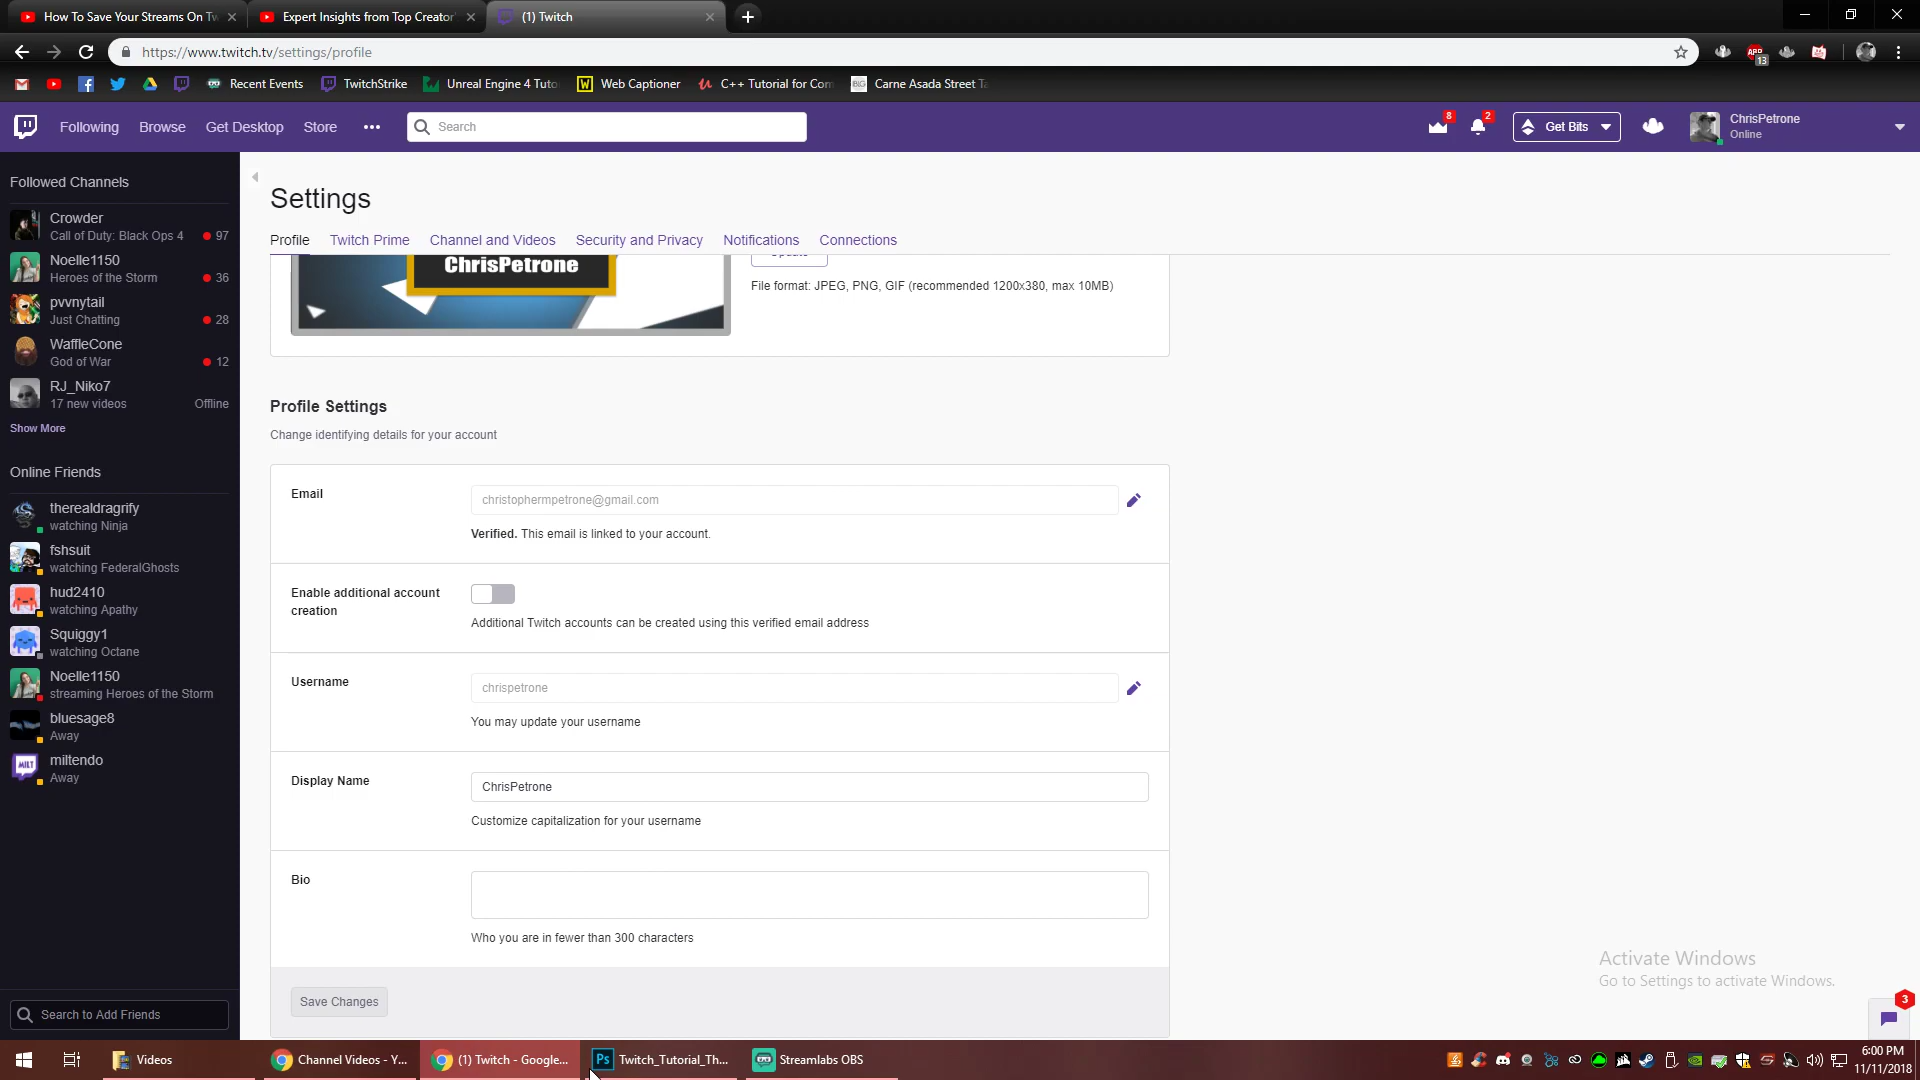 How To Save Your Streams On Tw
Expert Insights from Top Creator
(1) Twitch
https://www.twitch.tv/settings/profile
13
Recent Events
TwitchStrike
Unreal Engine 4 Tuto
Web Captioner
C++ Tutorial for Com
Carne Asada Street Ta
Following
Browse
Get Desktop
Store
Search
8
2
Get Bits
ChrisPetrone
Online
Followed Channels
Crowder
Call of Duty: Black Ops 4
97
Noelle1150
Heroes of the Storm
36
pvvnytail
Just Chatting
28
WaffleCone
God of War
12
RJ_Niko7
17 new videos
Offline
Show More
Online Friends
therealdragrify
watching Ninja
fshsuit
watching FederalGhosts
hud2410
watching Apathy
Squiggy1
watching Octane
Noelle1150
streaming Heroes of the Storm
bluesage8
Away
MILT
miltendo
Away
Search to Add Friends
Settings
Profile
Twitch Prime
Channel and Videos
Security and Privacy
Notifications
Connections
ChrisPetrone
Update
File format: JPEG, PNG, GIF (recommended 1200x380, max 10MB)
Profile Settings
Change identifying details for your account
Email
christophermpetrone@gmail.com
Verified. This email is linked to your account.
Enable additional account
creation
Additional Twitch accounts can be created using this verified email address
Username
chrispetrone
You may update your username
Display Name
ChrisPetrone
Customize capitalization for your username
Bio
Who you are in fewer than 300 characters
Save Changes
Activate Windows
Go to Settings to activate Windows.
3
Videos
Channel Videos - Y...
(1) Twitch - Google...
Ps
Twitch_Tutorial_Th...
Streamlabs OBS
6:00 PM
11/11/2018